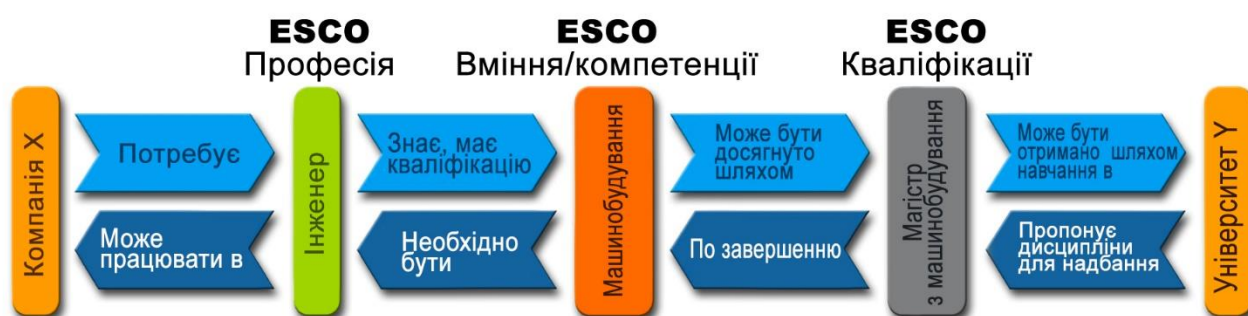 ESCO
Професія
ESCO
Вміння/компетенції
ESCO
Кваліфікації
Компанія X
Потребує
Може
працювати в
Інженер
Знає, має
кваліфікацію
Необхідно
бути
Машинобудування
Може бути
досягнуто
шляхом
По завершенню
Магістр
з машинобудування
Може бути
отримано шляхом
навчання в
Пропонує
дисципліни
для надбання
Університет Y